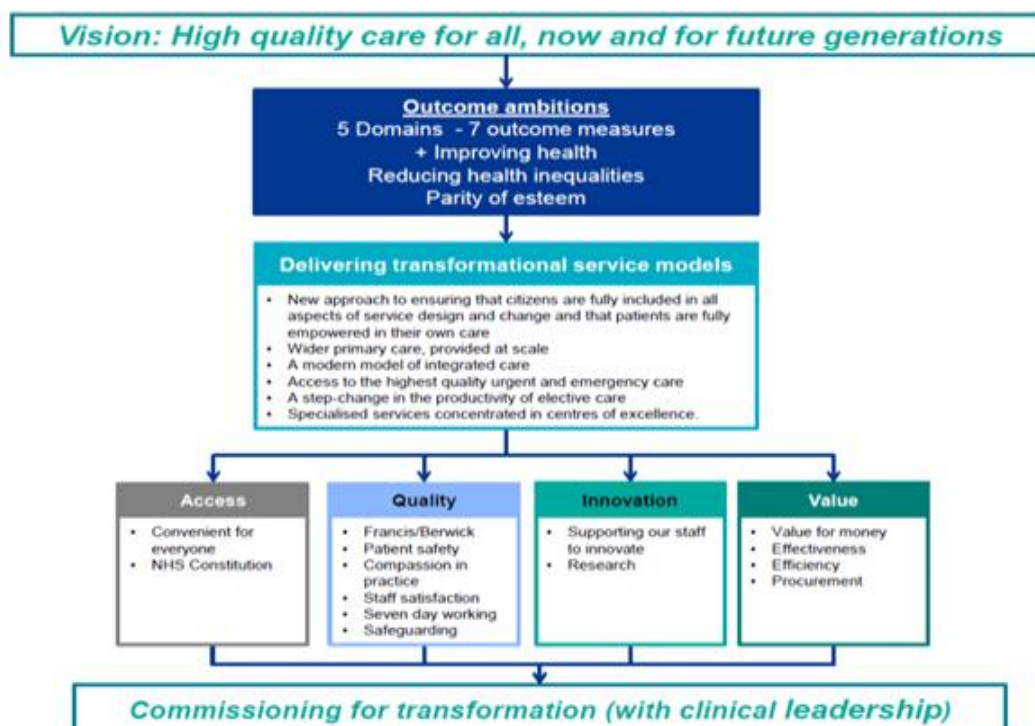 Vision: High quality care for all, now and for future generations
Outcome ambitions
5 Domains - 7 outcome measures
+ Improving health
Reducing health inequalities
Parity of esteem
Delivering transformational service models
• New approach to ensuring that citizens are fully included in all
aspects of service design and change and that patients are fully
empowered in their own care
• Wider primary care, provided at scale
• A modern model of integrated care
• Access to the highest quality urgent and emergency care
• A step-change in the productivity of elective care
• Specialised services concentrated in centres of excellence.
Access
• Convenient for
everyone
• NHS Constitution
Quality
• Francis/Berwick
• Patient safety
• Compassion in
practice
• Staff satisfaction
• Seven day working
• Safeguarding
Innovation
• Supporting our staff
to innovate
• Research
Value
• Value for money
• Effectiveness
• Efficiency
• Procurement
Commissioning for transformation (with clinical leadership)